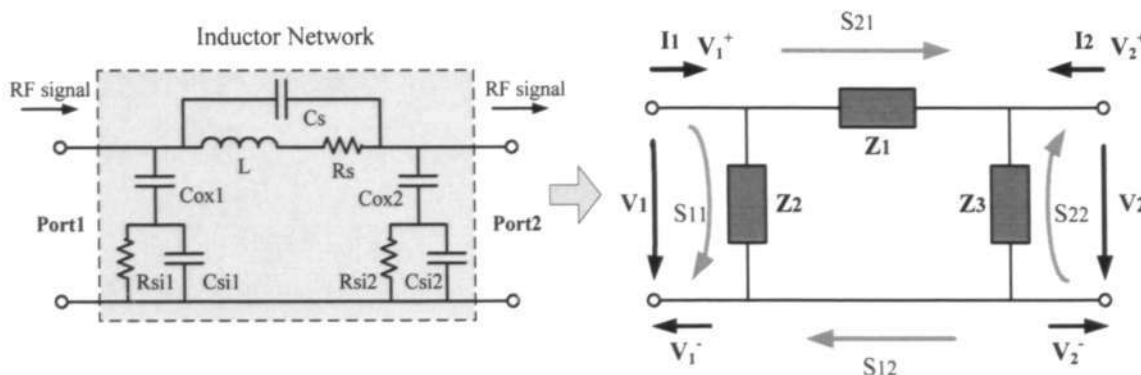 Inductor Network
RF signal
RF signal
Cs
L
Rs
Cox1
Cox2
Port1
Port2
Rsi1
Csi1
Rsi2
Csi2
S21
I1
V1+
I2
V2+
Z1
V1
S11
Z2
Z3
S22
V2
V1-
S12
V2-